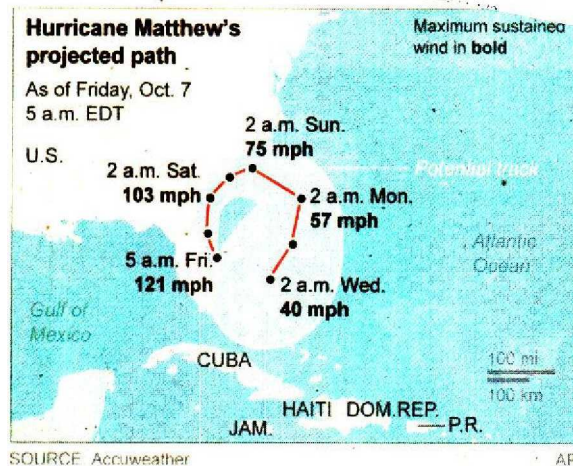 Hurricane Matthew's
projected path
As of Friday, Oct. 7
5 a.m. EDT
Maximum sustained
wind in bold
U.S.
2 a.m. Sun.
75 mph
2 a.m. Sat.
103 mph
Potential track
2 a.m. Mon.
57 mph
5 a.m. Fri.
121 mph
Atlantic
Ocean
2 a.m. Wed.
40 mph
Gulf of
Mexico
CUBA
100 mi
100 km
HAITI DOM.REP.
JAM.
P.R.
SOURCE Accuweather
AP